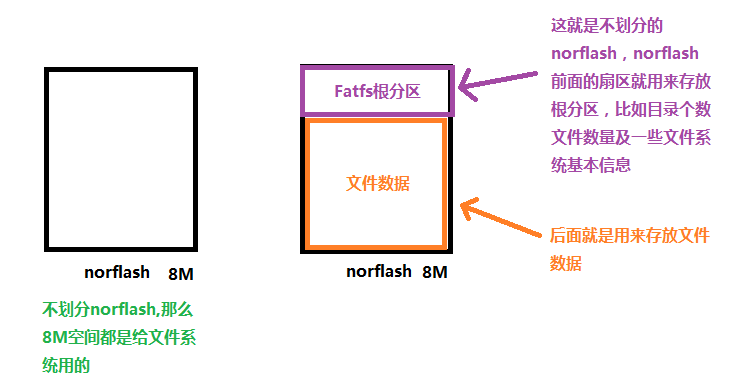 norflash 8M
不划分norflash,那么
8M空间都是给文件系
统用的
Fatfs根分区
文件数据
norflash 8M
这就是不划分的
norflash，norflash
前面的扇区就用来存放
根分区，比如目录个数
文件数量及一些文件系
统基本信息
后面就是用来存放文件
数据